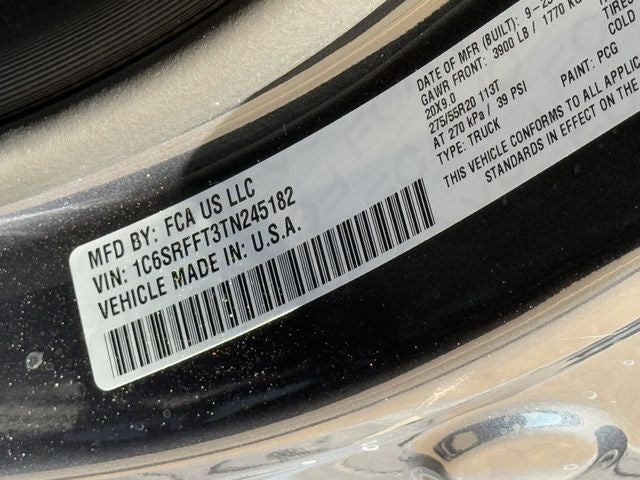 MFD BY: FCA US LLC
VIN: 1C6SRFFT3TN245182
VEHICLE MADE IN: U.S.A.
DATE OF MFR (BUILT): 9-25
GAWR FRONT: 3900 LB / 1770 KG
20X9.0
275/55R20 113T
AT 270 kPa / 39 PSI
TYPE: TRUCK PAINT: PCG
THIS VEHICLE CONFORMS TO ALL
STANDARDS IN EFFECT ON THE
TIRES
COLD